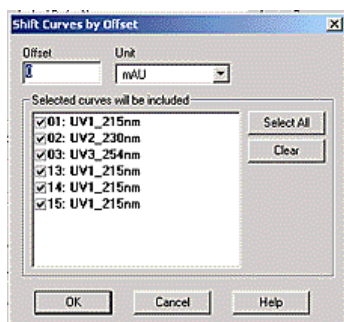 Shift Curves by Offset
Offset
Unit
0
mAU
Selected curves will be included
01: UV1_215nm
02: UV2_230nm
03: UV3_254nm
13: UV1_215nm
14: UV1_215nm
15: UV1_215nm
Select All
Clear
OK
Cancel
Help